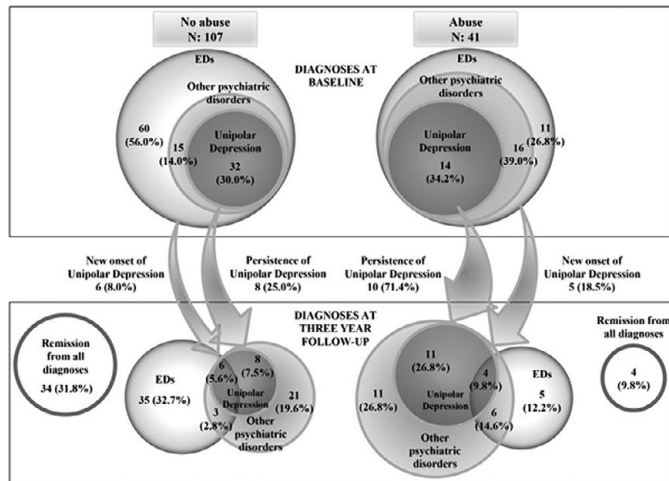 No abuse
N: 107
Abuse
N: 41
DIAGNOSES AT
BASELINE
EDs
Other psychiatric
disorders
60
(56.0%)
15
(14.0%)
Unipolar
Depression
32
(30.0%)
EDs
Other psychiatric
disorders
Unipolar
Depression
14
(34.2%)
16
(39.0%)
11
(26.8%)
New onset of
Unipolar Depression
6 (8.0%)
Persistence of
Unipolar Depression
8 (25.0%)
Persistence of
Unipolar Depression
10 (71.4%)
New onset of
Unipolar Depression
5 (18.5%)
DIAGNOSES AT
THREE YEAR
FOLLOW-UP
Remission
from all
diagnoses
34 (31.8%)
EDs
35 (32.7%)
6
(5.6%)
8
(7.5%)
Unipolar
Depression
3
(2.8%)
21
(19.6%)
Other
psychiatric
disorders
11
(26.8%)
11
(26.8%)
4
(9.8%)
Unipolar
Depression
6
(14.6%)
Other
psychiatric
disorders
EDs
5
(12.2%)
Remission from
all diagnoses
4
(9.8%)